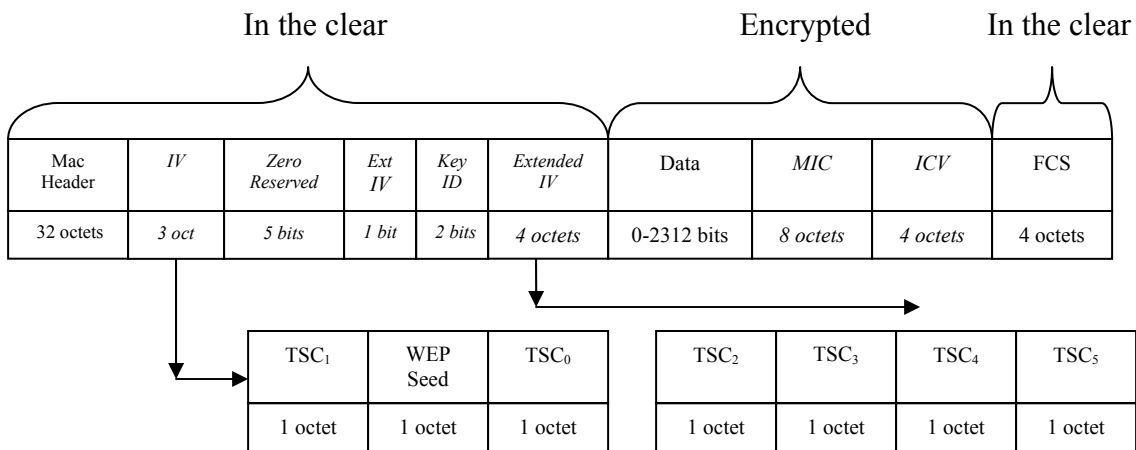 In the clear Encrypted In the clear
Mac Header IV Zero Reserved Ext IV Key ID Extended IV Data MIC ICV FCS
32 octets 3 oct 5 bits 1 bit 2 bits 4 octets 0-2312 bits 8 octets 4 octets 4 octets
TSC₁ WEP Seed TSC₀ TSC₂ TSC₃ TSC₄ TSC₅
1 octet 1 octet 1 octet 1 octet 1 octet 1 octet 1 octet